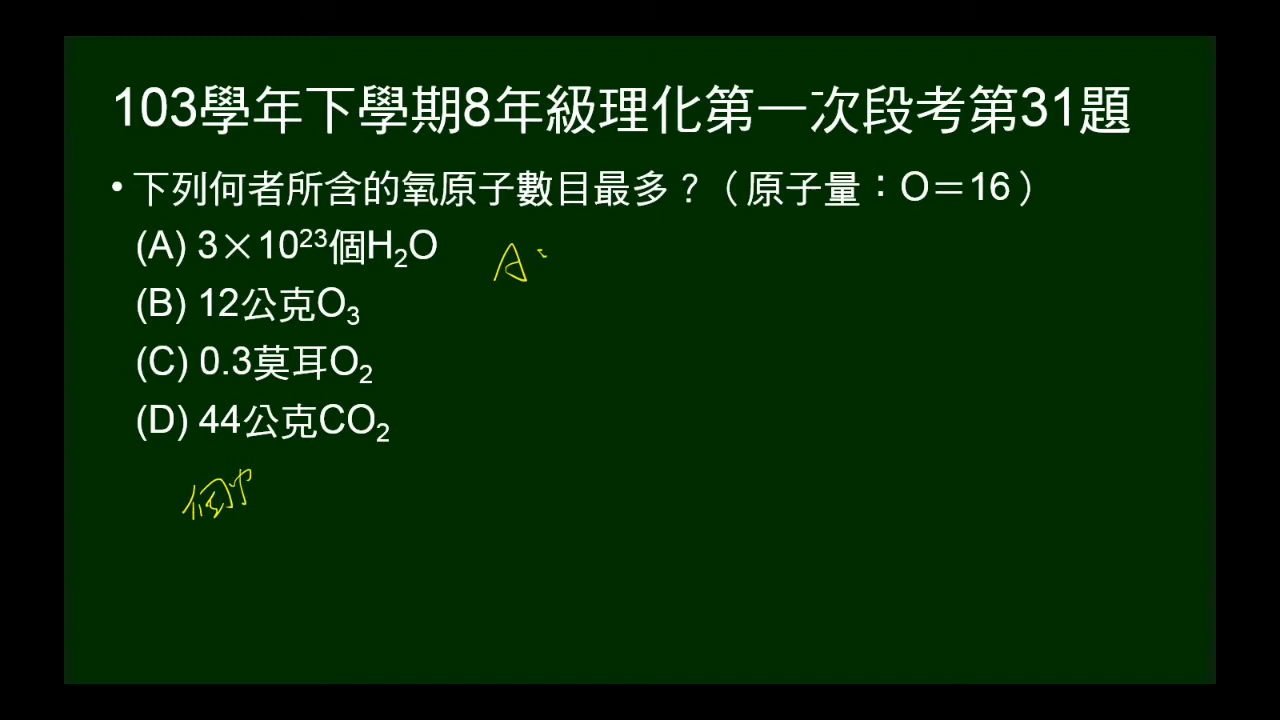 103學年下學期8年級理化第一次段考第31題
• 下列何者所含的氧原子數目最多？（原子量：O＝16）
(A) 3×10²³個H₂O
A
(B) 12公克O₃
(C) 0.3莫耳O₂
(D) 44公克CO₂